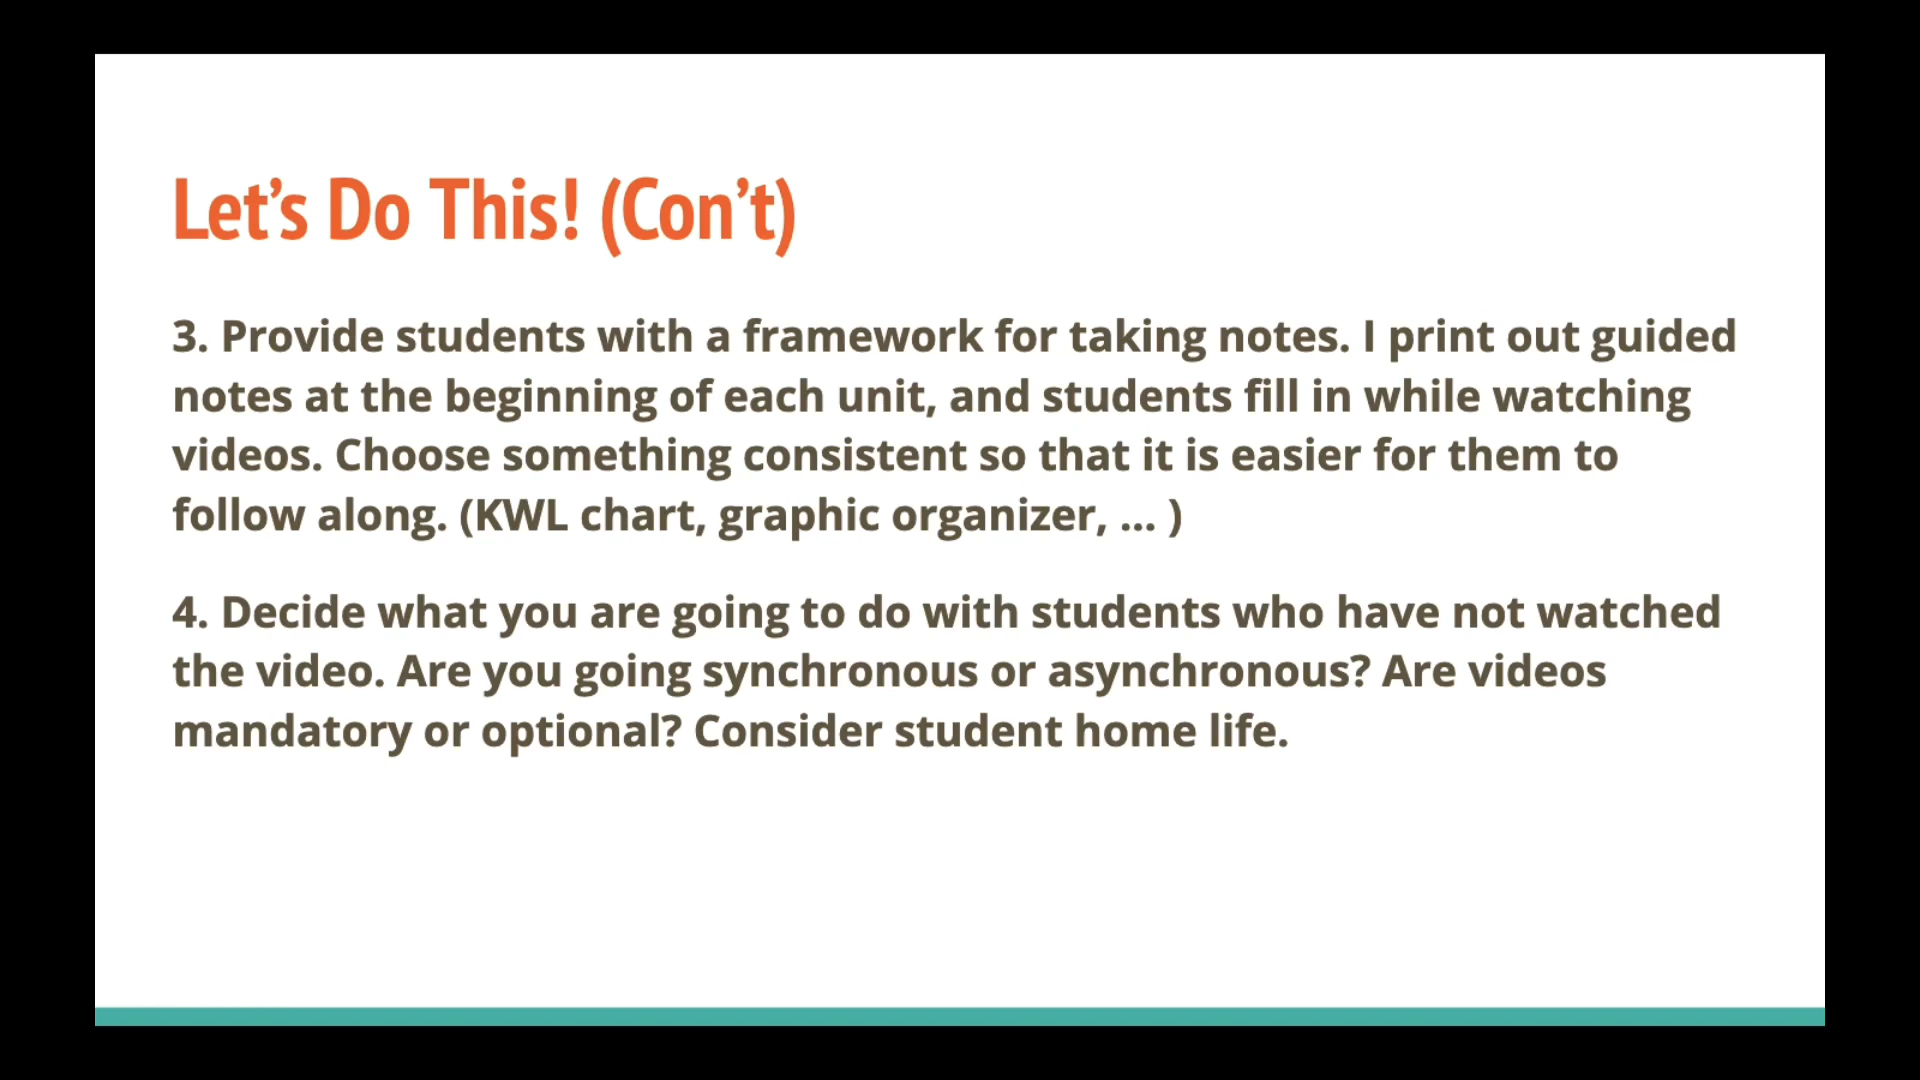 Let’s Do This! (Con’t)
3. Provide students with a framework for taking notes. I print out guided
notes at the beginning of each unit, and students fill in while watching
videos. Choose something consistent so that it is easier for them to
follow along. (KWL chart, graphic organizer, ... )
4. Decide what you are going to do with students who have not watched
the video. Are you going synchronous or asynchronous? Are videos
mandatory or optional? Consider student home life.